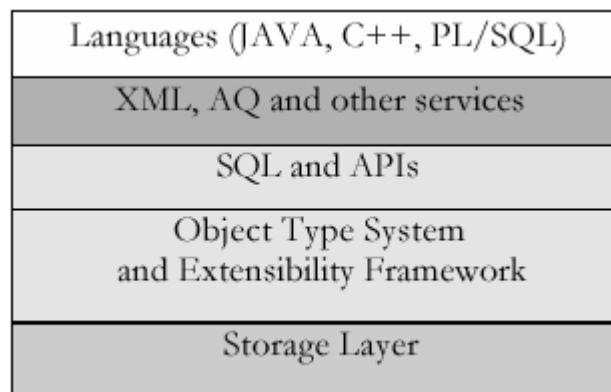 Languages (JAVA, C++, PL/SQL)
XML, AQ and other services
SQL and APIs
Object Type System
and Extensibility Framework
Storage Layer